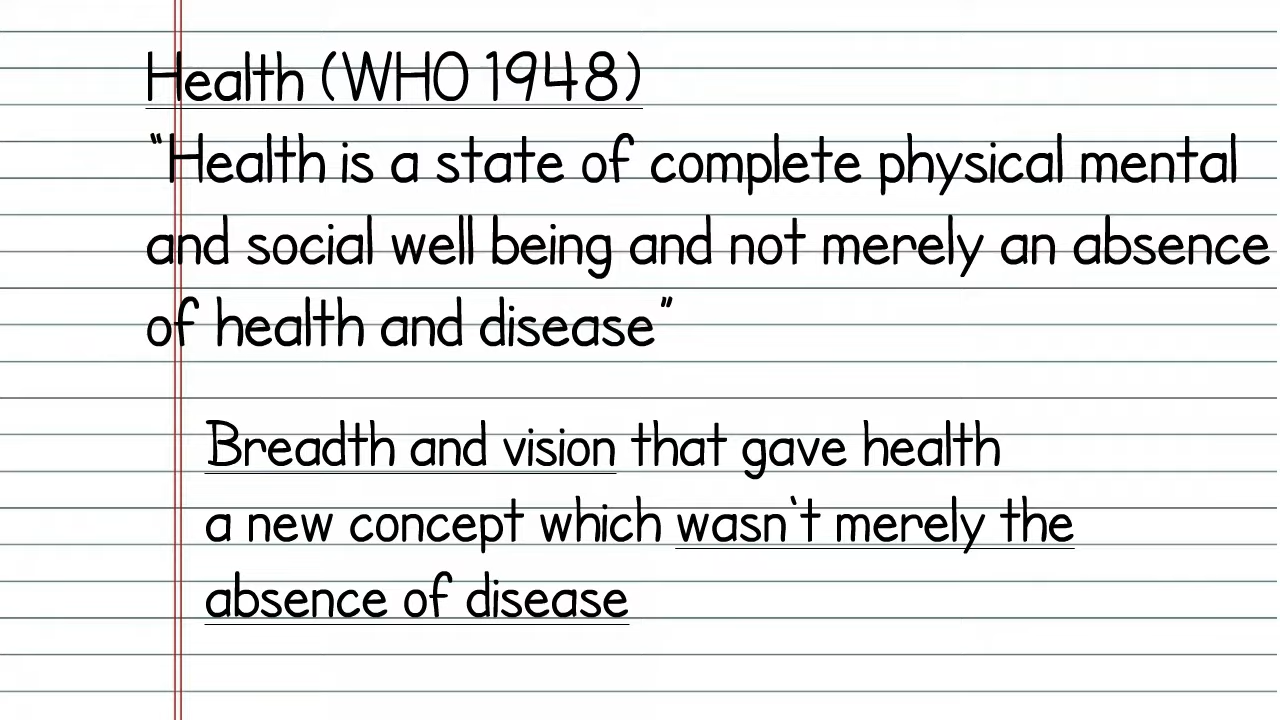 Health (WHO 1948)
"Health is a state of complete physical mental
and social well being and not merely an absence
of health and disease"
Breadth and vision that gave health
a new concept which wasn`t merely the
absence of disease